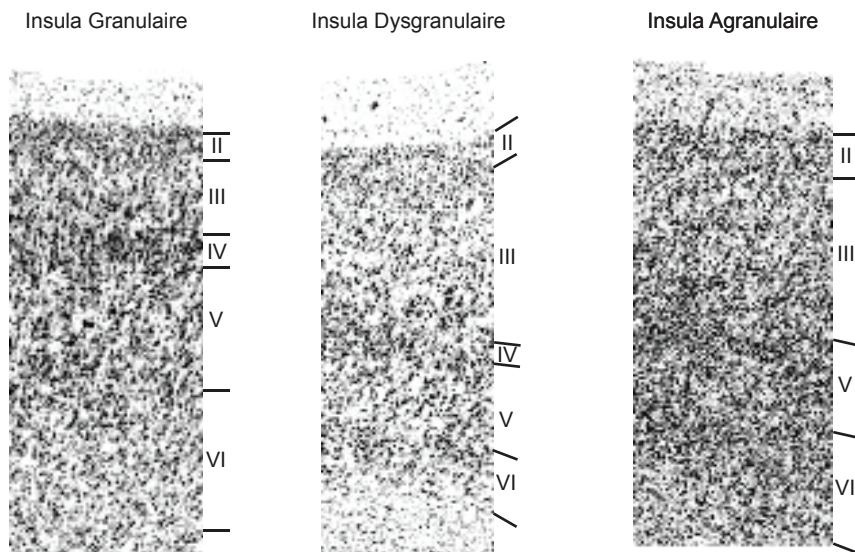 Insula Granulaire
II
III
IV
V
VI
Insula Dysgranulaire
II
III
IV
V
VI
Insula Agranulaire
II
III
V
VI